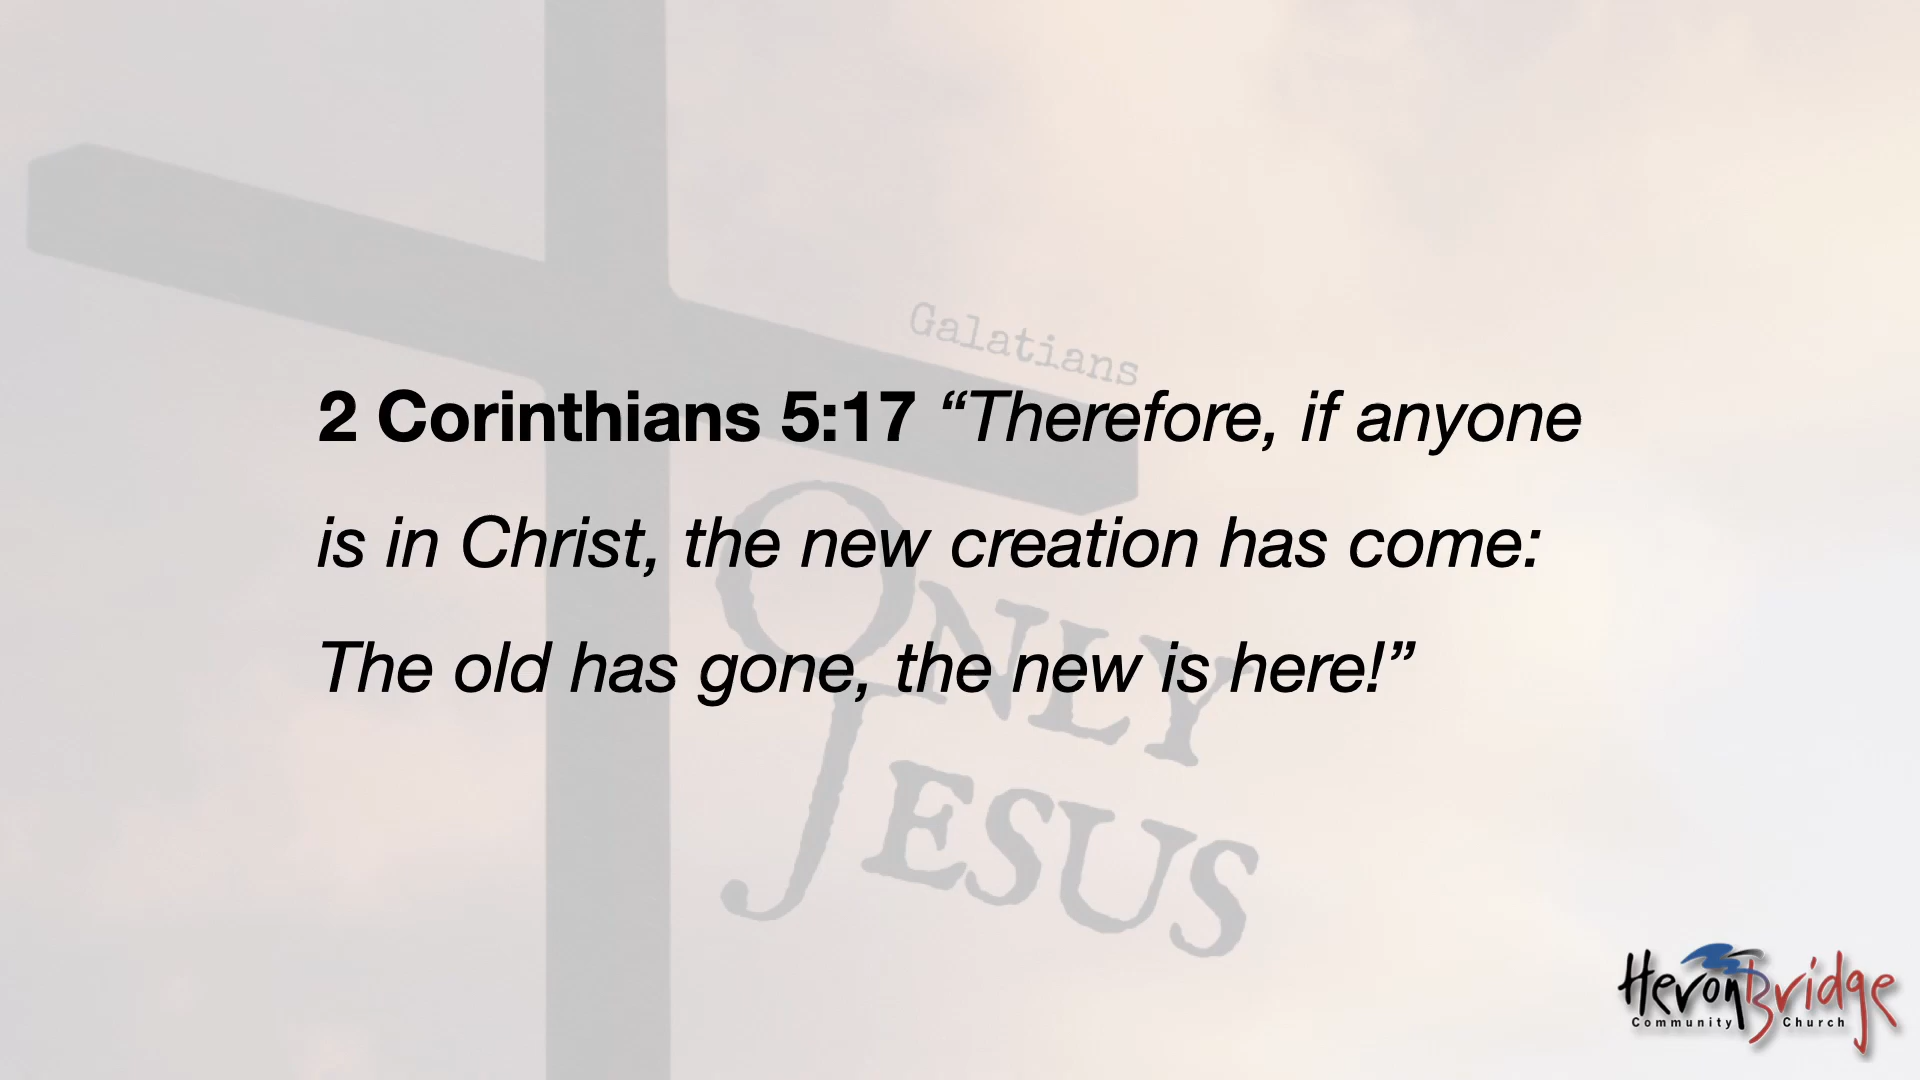 Galatians
2 Corinthians 5:17 “Therefore, if anyone
is in Christ, the new creation has come:
The old has gone, the new is here!”
ONLY
JESUS
HeronBridge
Community Church